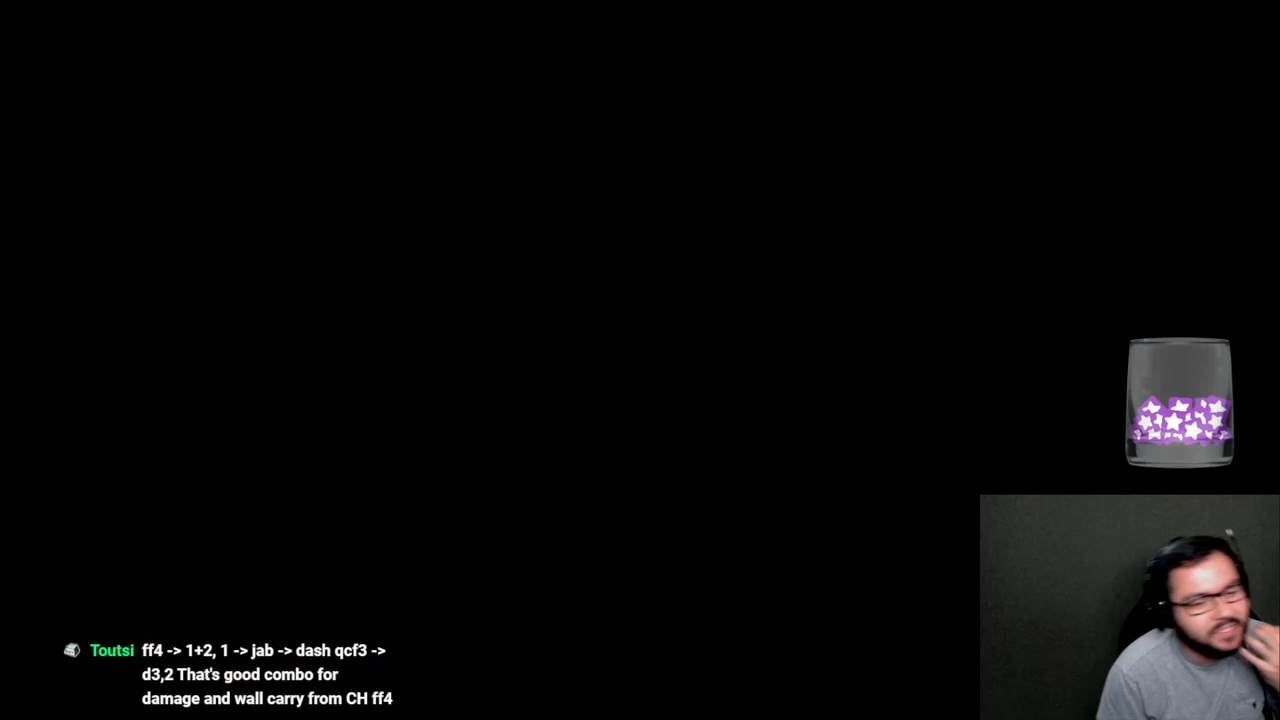 Toutsi ff4 -> 1+2, 1 -> jab -> dash qcf3 ->
d3,2 That's good combo for
damage and wall carry from CH ff4